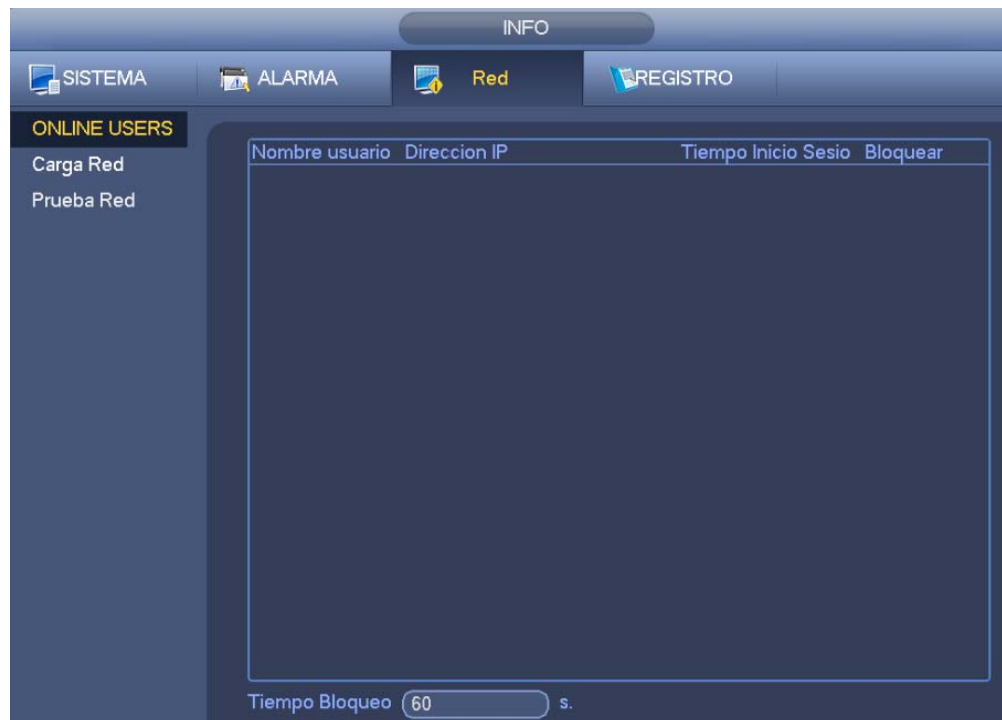 INFO
SISTEMA ALARMA Red REGISTRO
ONLINE USERS
Carga Red
Prueba Red
Nombre usuario Direccion IP Tiempo Inicio Sesio Bloquear
Tiempo Bloqueo 60 s.